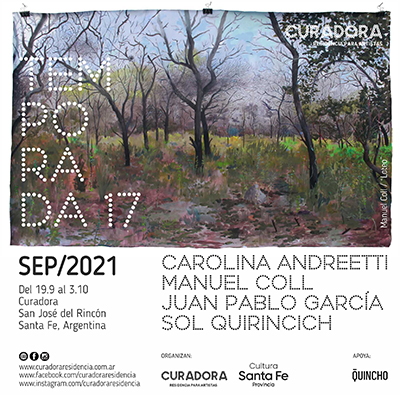 CURADORA
RESIDENCIA PARA ARTISTAS
TEM
PO
RA
DA 17
Manuel Coll / "Loteo"
SEP/2021
Del 19.9 al 3.10
Curadora
San José del Rincón
Santa Fe, Argentina
CAROLINA ANDREETTI
MANUEL COLL
JUAN PABLO GARCÍA
SOL QUIRINCICH
www.curadoraresidencia.com.ar
www.facebook.com/curadoraresidencia
www.instagram.com/curadoraresidencia
ORGANIZAN:
CURADORA
RESIDENCIA PARA ARTISTAS
Cultura
Santa Fe
Provincia
APOYA:
QUINCHO